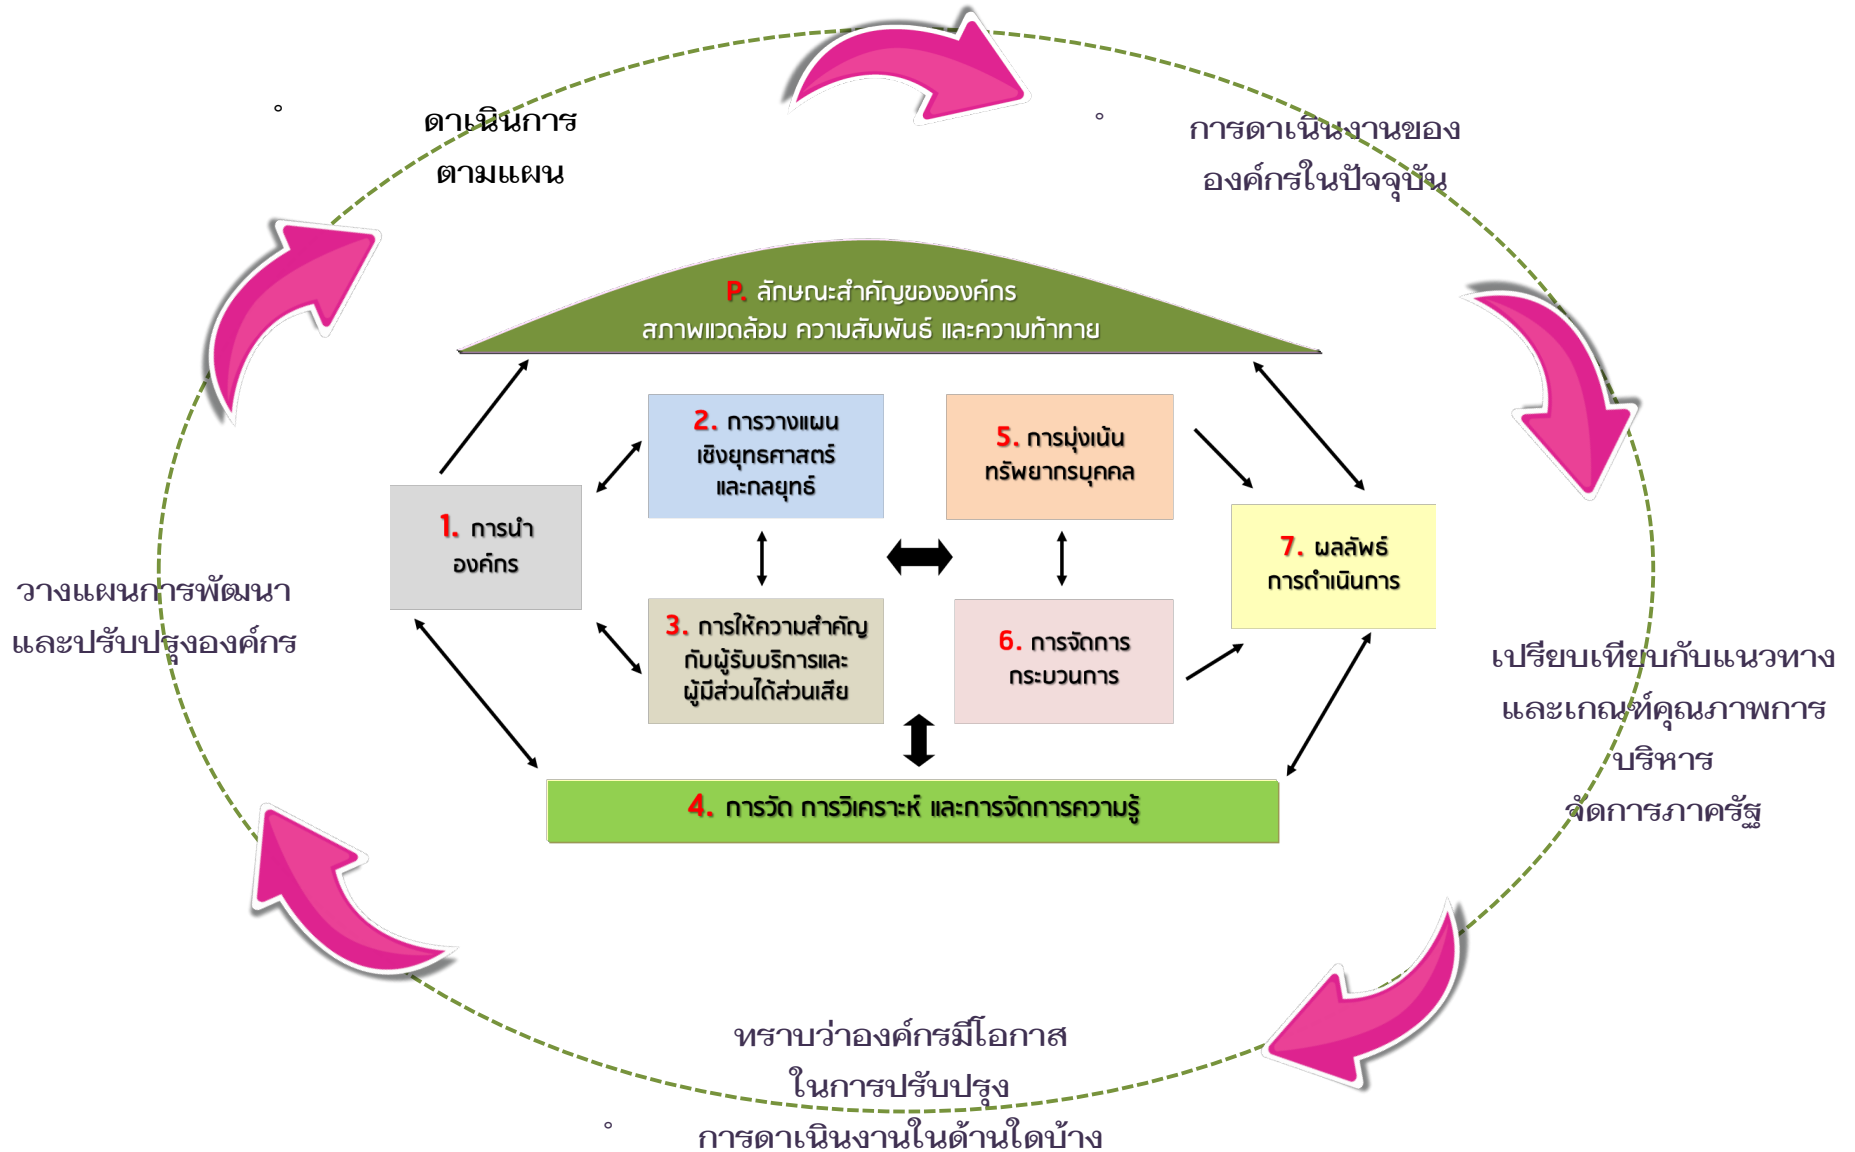 ดาเนินการ
ตามแผน
การดาเนินงานของ
องค์กรในปัจจุบัน
P. ลักษณะสำคัญขององค์กร
สภาพแวดล้อม ความสัมพันธ์ และความท้าทาย
2. การวางแผน
เชิงยุทธศาสตร์
และกลยุทธ์
5. การมุ่งเน้น
ทรัพยากรบุคคล
1. การนำ
องค์กร
7. ผลลัพธ์
การดำเนินการ
วางแผนการพัฒนา
และปรับปรุงองค์กร
3. การให้ความสำคัญ
กับผู้รับบริการและ
ผู้มีส่วนได้ส่วนเสีย
6. การจัดการ
กระบวนการ
เปรียบเทียบกับแนวทาง
และเกณฑ์คุณภาพการ
บริหาร
จัดการภาครัฐ
4. การวัด การวิเคราะห์ และการจัดการความรู้
ทราบว่าองค์กรมีโอกาส
ในการปรับปรุง
การดาเนินงานในด้านใดบ้าง